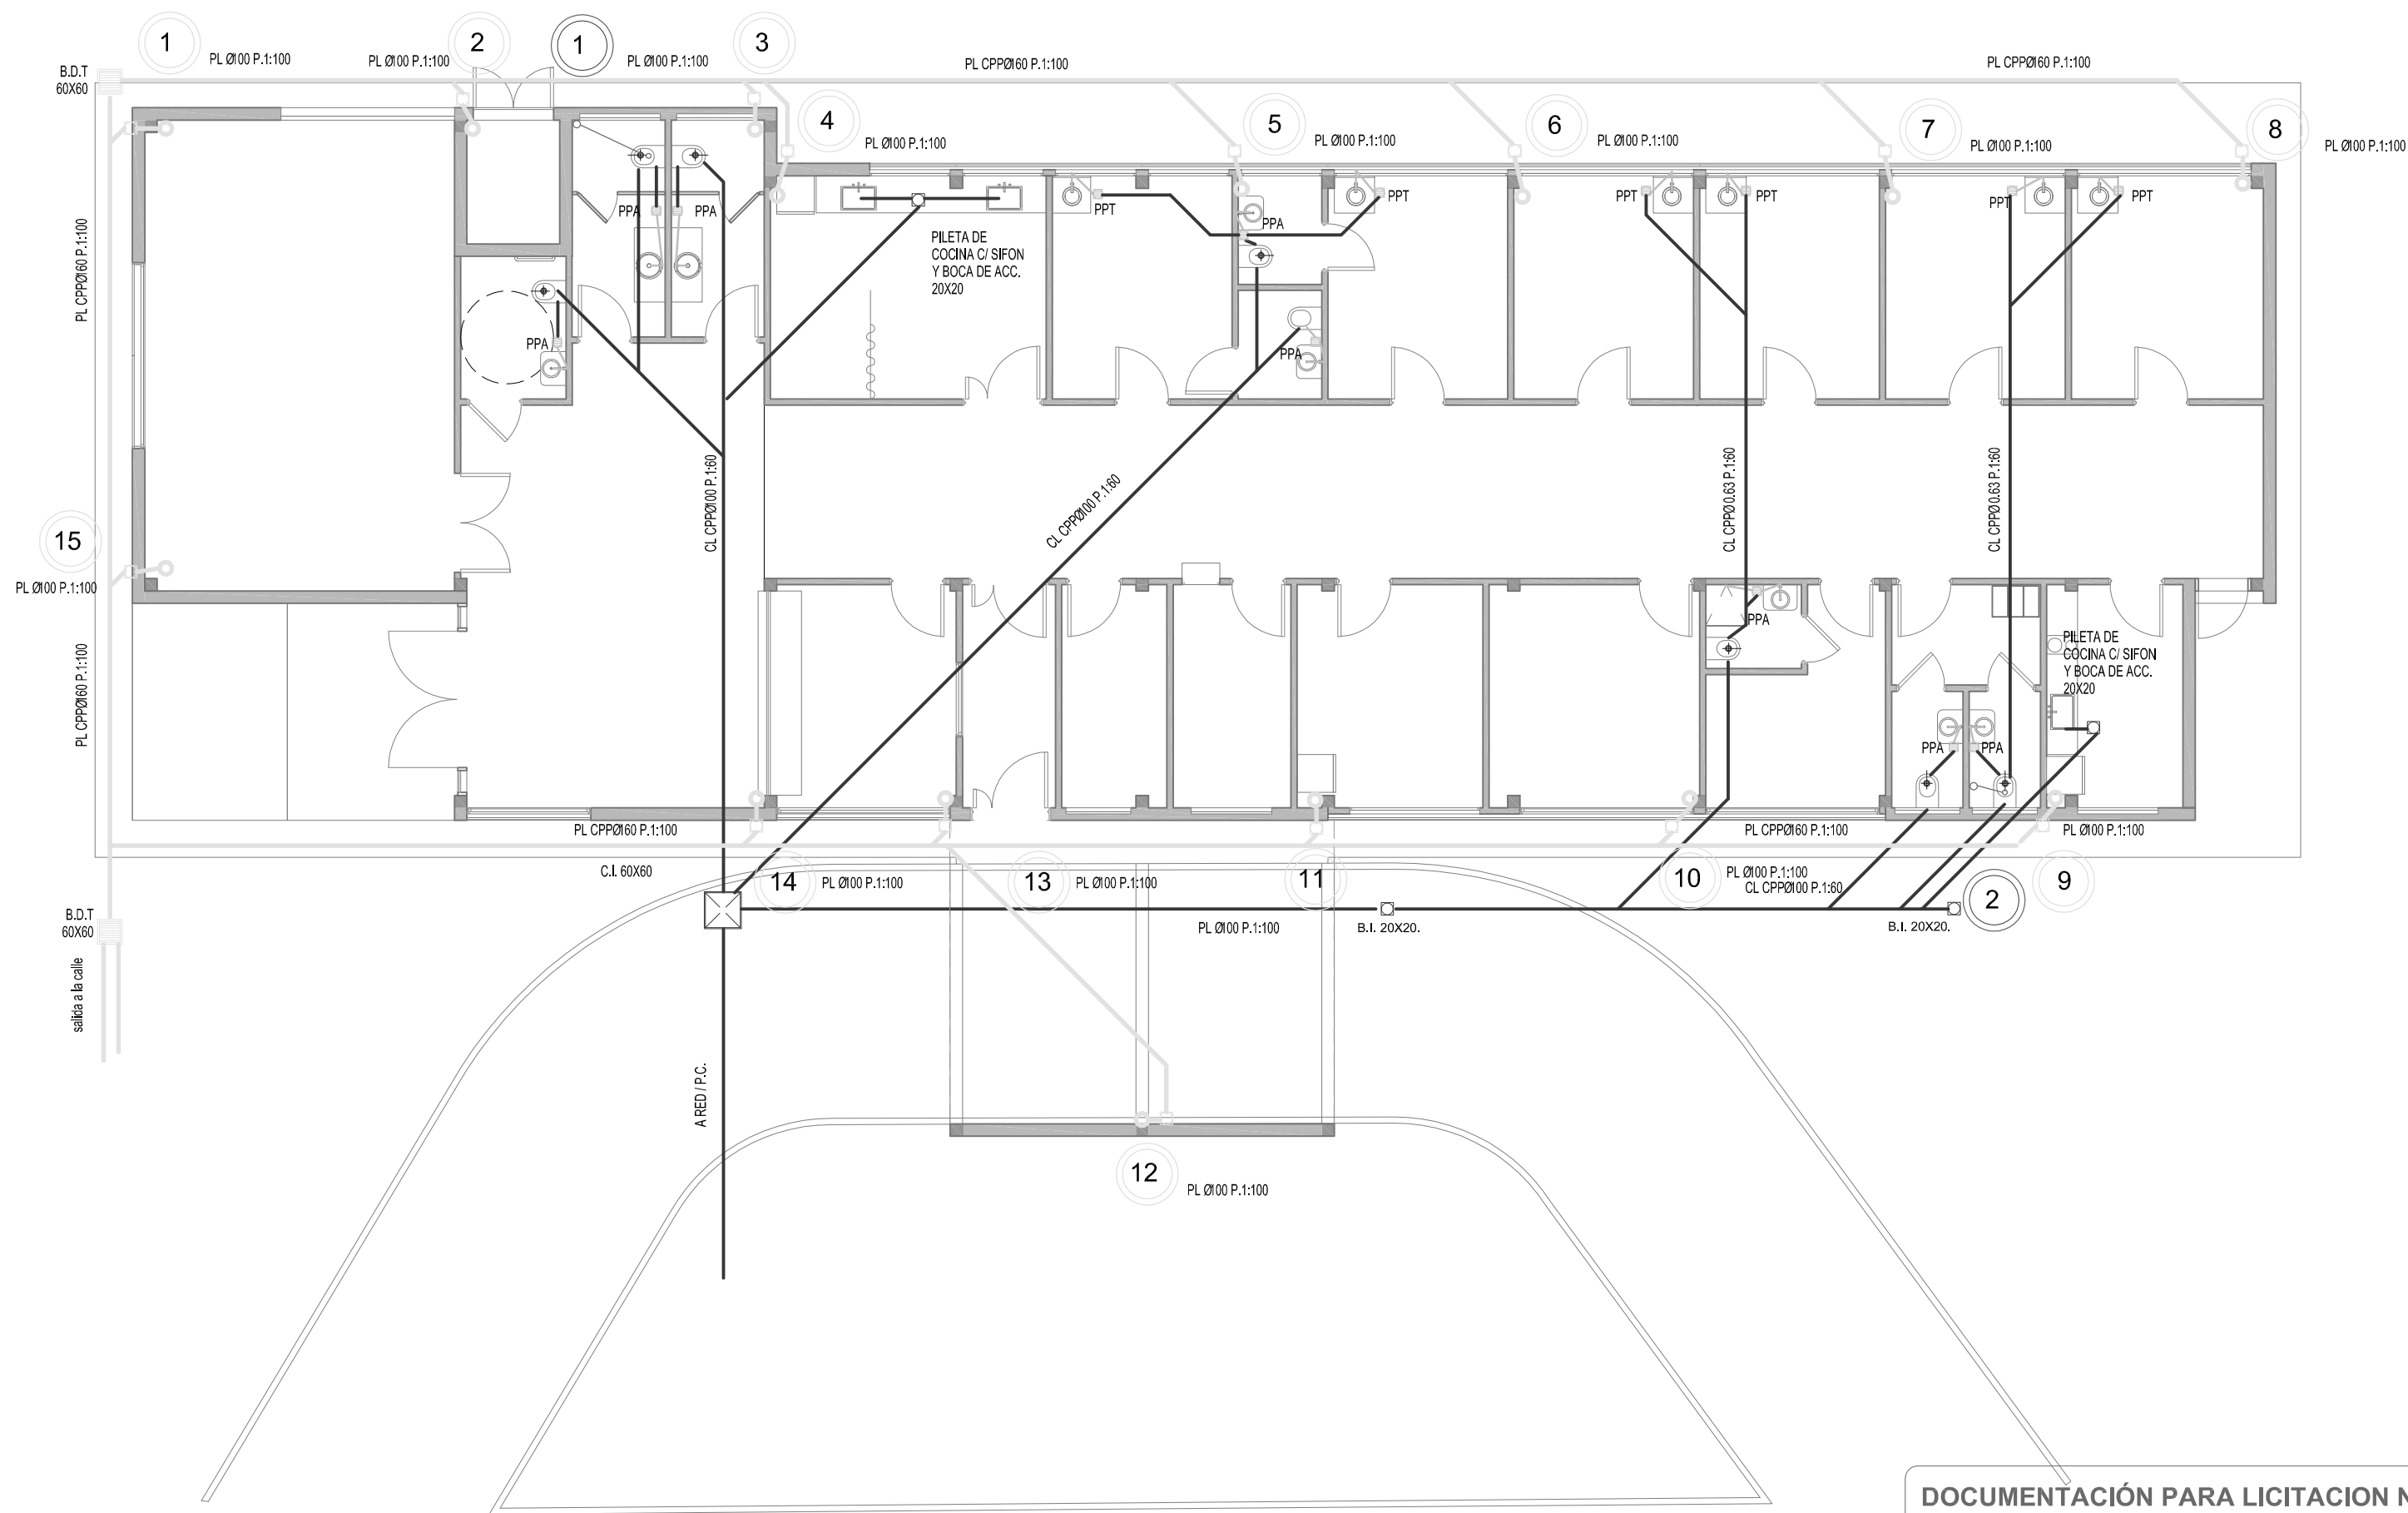 1
2
1
3
PL Ø100 P.1:100
PL Ø100 P.1:100
PL Ø100 P.1:100
PL CPPØ160 P.1:100
PL CPPØ160 P.1:100
B.D.T
60X60
4
5
6
7
8
PL Ø100 P.1:100
PL Ø100 P.1:100
PL Ø100 P.1:100
PL Ø100 P.1:100
PL Ø100 P.1:100
PPA
PPA
PPT
PPA
PPT
PPT
PPT
PPT
PPT
PILETA DE
COCINA C/ SIFON
Y BOCA DE ACC.
20X20
PL CPPØ160 P.1:100
PPA
PPA
CL CPPØ100 P.1:60
CL CPPØ100 P.1:60
CL CPPØ0.63 P.1:60
CL CPPØ0.63 P.1:60
15
PL Ø100 P.1:100
PPA
PILETA DE
COCINA C/ SIFON
Y BOCA DE ACC.
20X20
PL CPPØ160 P.1:100
PPA
PPA
PL CPPØ160 P.1:100
PL CPPØ160 P.1:100
PL Ø100 P.1:100
C.I. 60X60
14
PL Ø100 P.1:100
13
PL Ø100 P.1:100
11
10
PL Ø100 P.1:100
CL CPPØ100 P.1:60
2
9
B.D.T
60X60
PL Ø100 P.1:100
B.I. 20X20.
B.I. 20X20.
salida a la calle
A RED / P.C.
12
PL Ø100 P.1:100
DOCUMENTACIÓN PARA LICITACION N